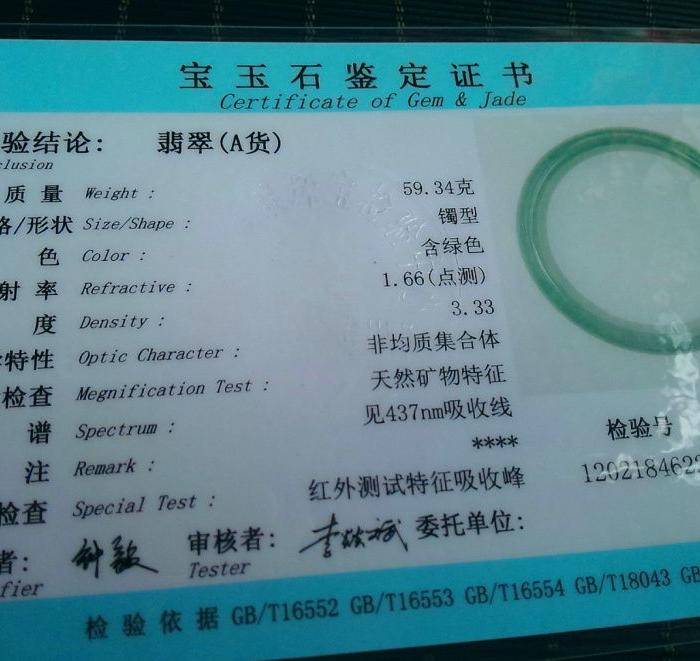 宝玉石鉴定证书
Certificate of Gem & Jade
验结论: 翡翠(A货)
clusion
质量 Weight : 59.34克
格/形状 Size/Shape : 镯型
色 Color : 含绿色
射率 Refractive : 1.66(点测)
度 Density : 3.33
学特性 Optic Character : 非均质集合体
检查 Megnification Test : 天然矿物特征
谱 Spectrum : 见437nm吸收线
注 Remark : ****
检查 Special Test : 红外测试特征吸收峰
检验号
120218462
者: 审核者: 委托单位:
fier Tester
检验依据 GB/T16552 GB/T16553 GB/T16554 GB/T18043 GB